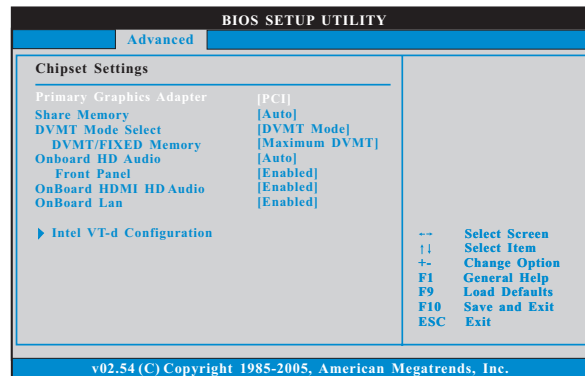 BIOS SETUP UTILITY
Advanced
Chipset Settings
Primary Graphics Adapter [PCI]
Share Memory [Auto]
DVMT Mode Select [DVMT Mode]
DVMT/FIXED Memory [Maximum DVMT]
Onboard HD Audio [Auto]
Front Panel [Enabled]
OnBoard HDMI HD Audio [Enabled]
OnBoard Lan [Enabled]
Intel VT-d Configuration
←→ Select Screen
↑↓ Select Item
+- Change Option
F1 General Help
F9 Load Defaults
F10 Save and Exit
ESC Exit
v02.54 (C) Copyright 1985-2005, American Megatrends, Inc.